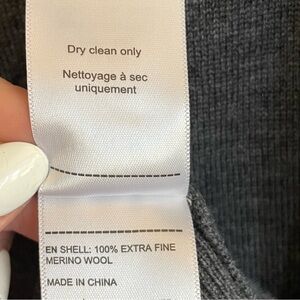 Dry clean only
Nettoyage à sec
uniquement
EN SHELL: 100% EXTRA FINE
MERINO WOOL
MADE IN CHINA